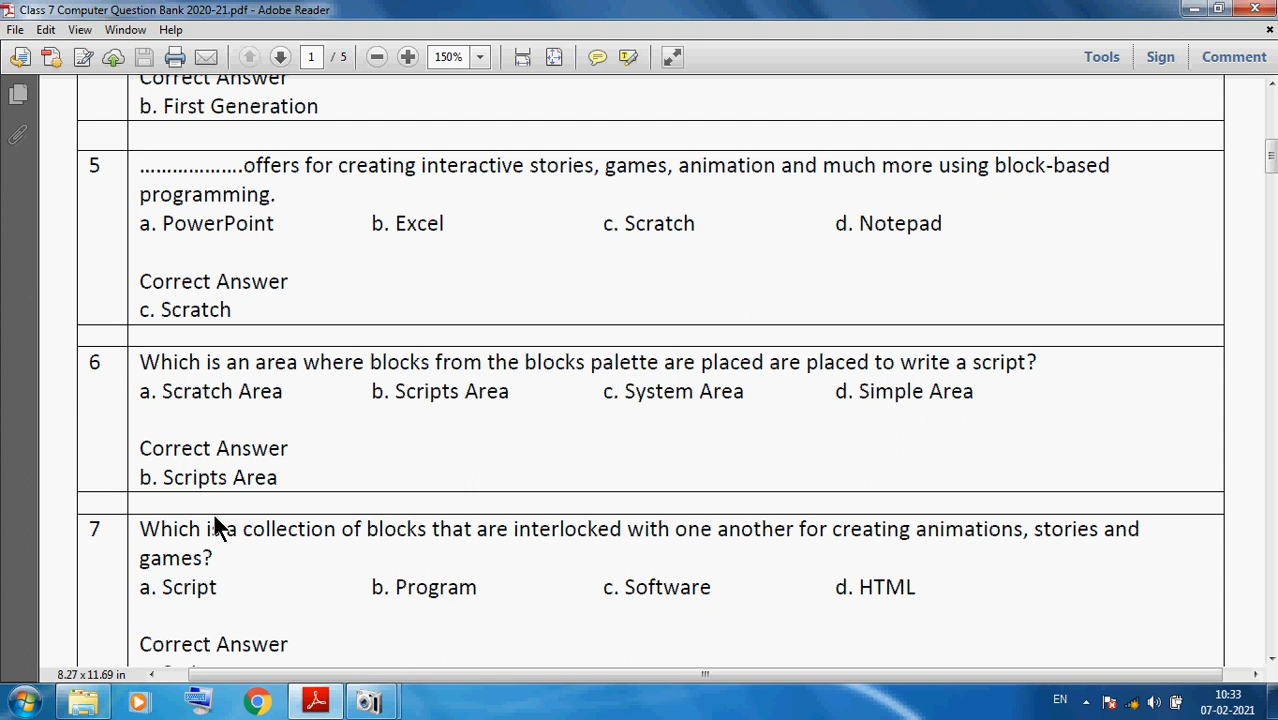 Class 7 Computer Question Bank 2020-21.pdf - Adobe Reader
File Edit View Window Help
1 / 5 150% Tools Sign Comment
Correct Answer
b. First Generation
5 ...................offers for creating interactive stories, games, animation and much more using block-based
programming.
a. PowerPoint b. Excel c. Scratch d. Notepad
Correct Answer
c. Scratch
6 Which is an area where blocks from the blocks palette are placed are placed to write a script?
a. Scratch Area b. Scripts Area c. System Area d. Simple Area
Correct Answer
b. Scripts Area
7 Which is a collection of blocks that are interlocked with one another for creating animations, stories and
games?
a. Script b. Program c. Software d. HTML
Correct Answer
8.27 x 11.69 in
EN 10:33
07-02-2021